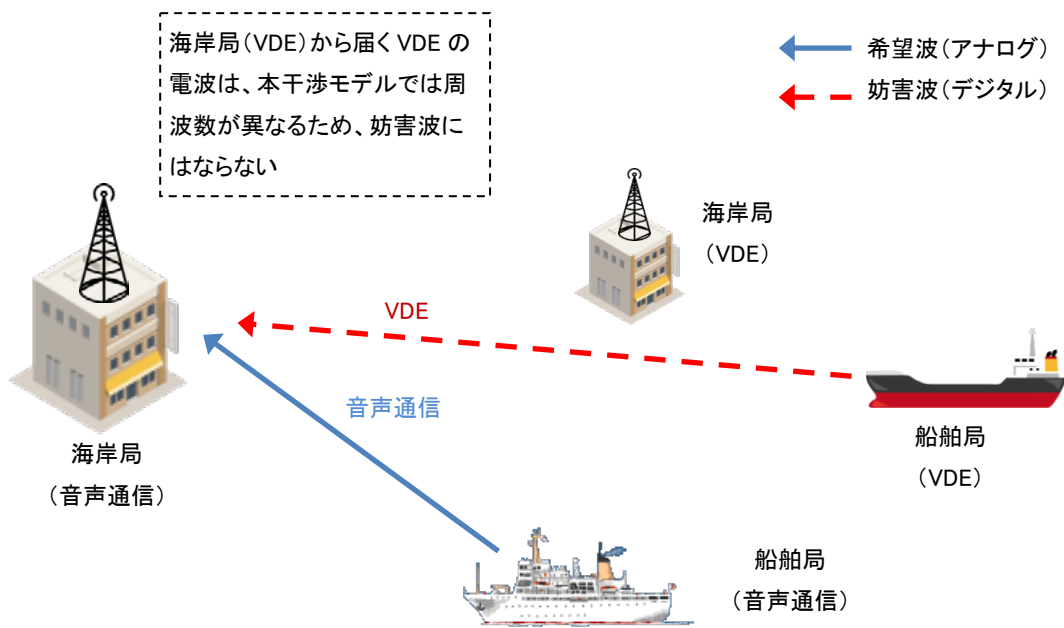 海岸局（VDE）から届く VDE の
電波は、本干渉モデルでは周
波数が異なるため、妨害波に
はならない
希望波（アナログ）
妨害波（デジタル）
海岸局
（VDE）
VDE
音声通信
海岸局
（音声通信）
船舶局
（VDE）
船舶局
（音声通信）